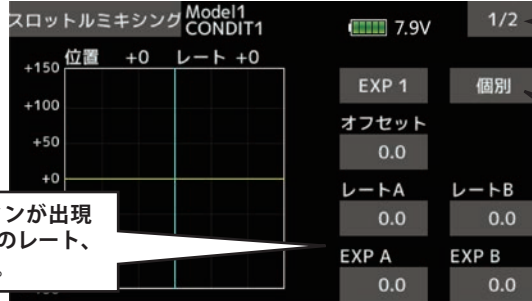 スロットルミキシング Model1 7.9V 1/2
CONDIT1
位置 +0 レート +0
+150
+100
+50
+0
EXP 1 個別
オフセット
0.0
レートA レートB
0.0 0.0
EXP A EXP B
0.0 0.0
ンが出現
のレート、
。